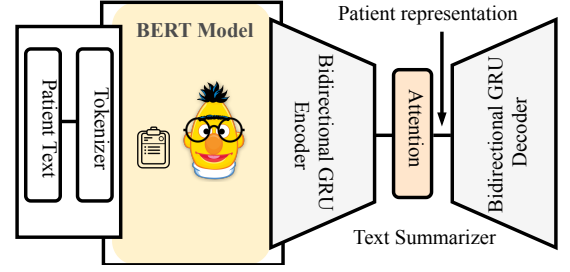 Patient representation
BERT Model
Patient Text
Tokenizer
Bidirectional GRU
Encoder
Attention
Bidirectional GRU
Decoder
Text Summarizer